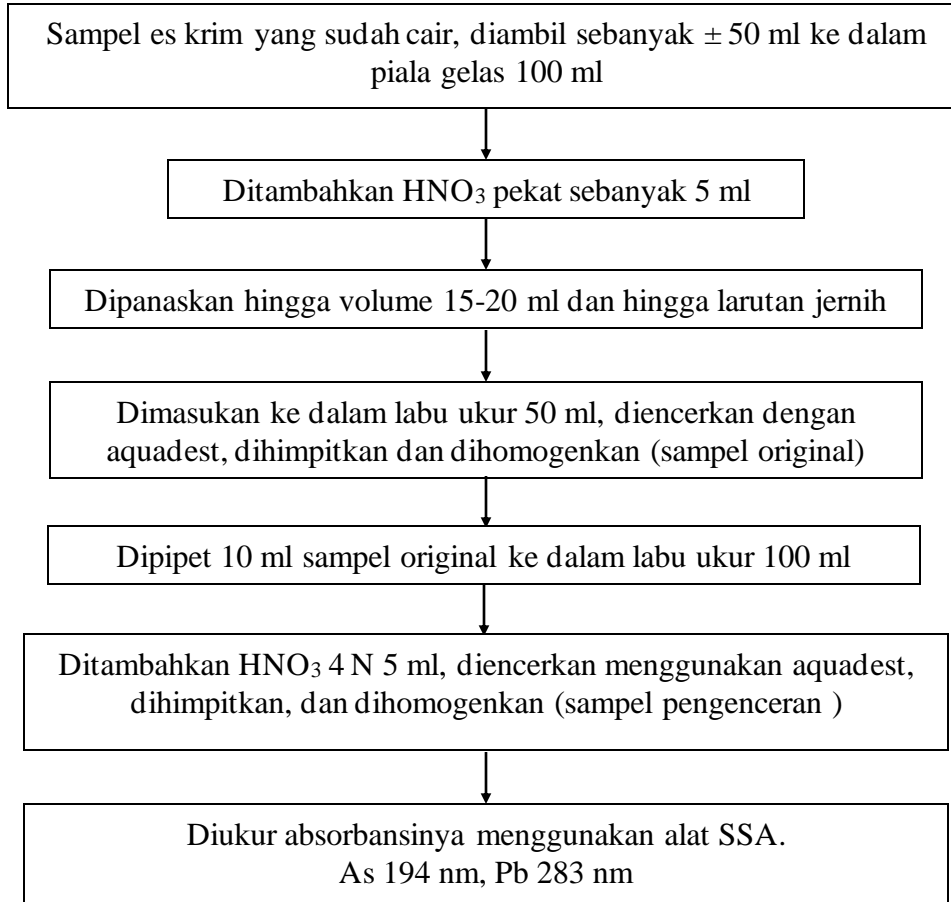 Sampel es krim yang sudah cair, diambil sebanyak ± 50 ml ke dalam
piala gelas 100 ml
Ditambahkan HNO₃ pekat sebanyak 5 ml
Dipanaskan hingga volume 15-20 ml dan hingga larutan jernih
Dimasukan ke dalam labu ukur 50 ml, diencerkan dengan
aquadest, dihimpitkan dan dihomogenkan (sampel original)
Dipipet 10 ml sampel original ke dalam labu ukur 100 ml
Ditambahkan HNO₃ 4 N 5 ml, diencerkan menggunakan aquadest,
dihimpitkan, dan dihomogenkan (sampel pengenceran )
Diukur absorbansinya menggunakan alat SSA.
As 194 nm, Pb 283 nm